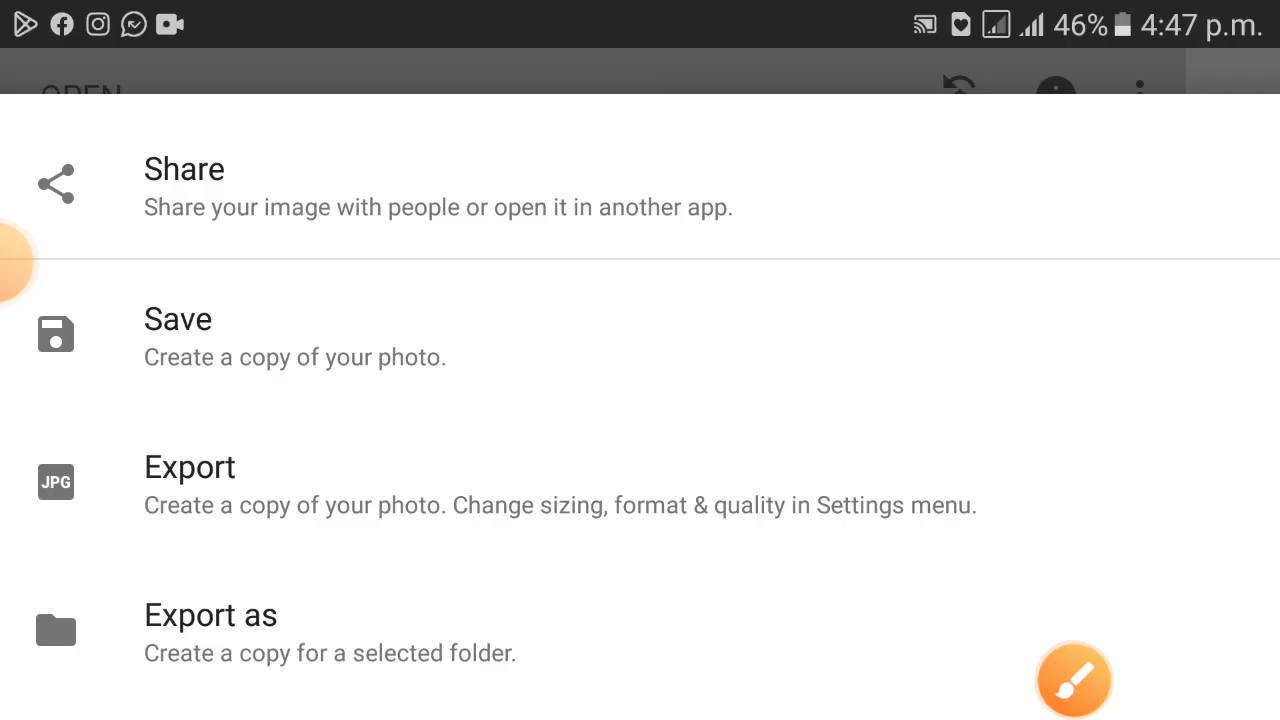 46% 4:47 p.m.
OPEN
Share
Share your image with people or open it in another app.
Save
Create a copy of your photo.
JPG
Export
Create a copy of your photo. Change sizing, format & quality in Settings menu.
Export as
Create a copy for a selected folder.